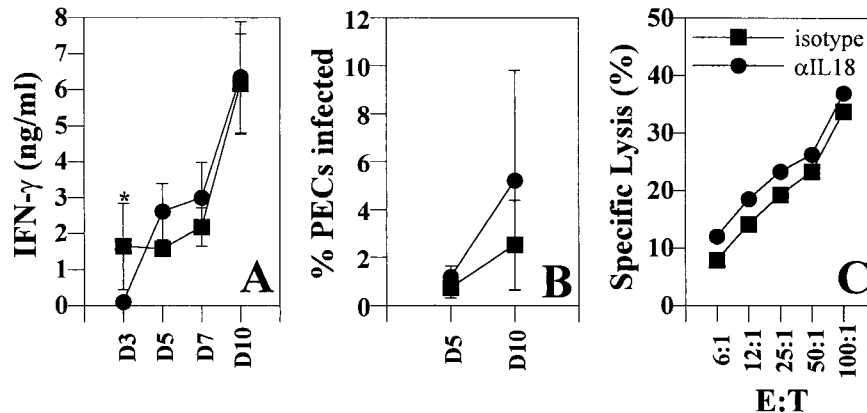 IFN-γ (ng/ml)
8
7
6
5
4
3
2
1
0
*
A
D3
D5
D7
D10
% PECs infected
12
10
8
6
4
2
0
B
D5
D10
Specific Lysis (%)
50
40
30
20
10
0
isotype
αIL18
C
6:1
12:1
25:1
50:1
100:1
E:T